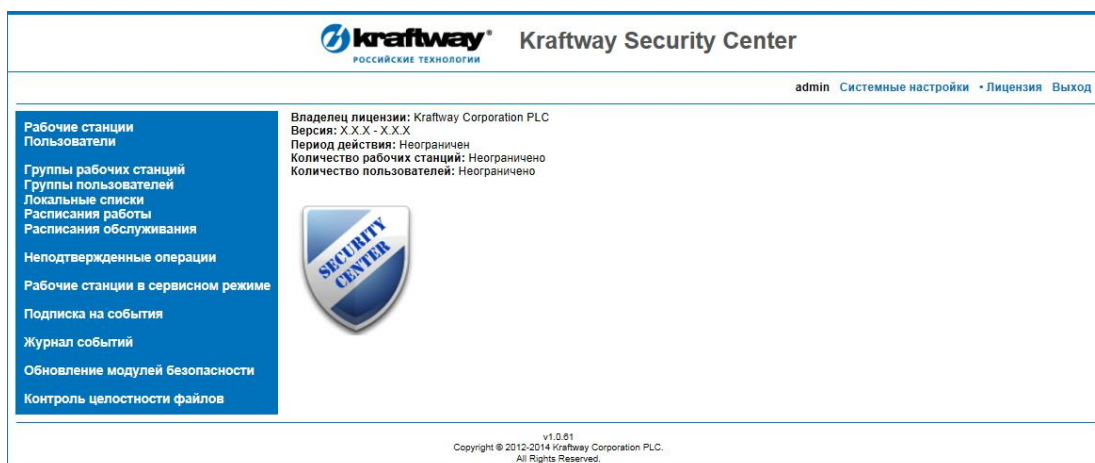 kraftway®
РОССИЙСКИЕ ТЕХНОЛОГИИ
Kraftway Security Center
admin Системные настройки • Лицензия Выход
Рабочие станции
Пользователи
Группы рабочих станций
Группы пользователей
Локальные списки
Расписания работы
Расписания обслуживания
Неподтвержденные операции
Рабочие станции в сервисном режиме
Подписка на события
Журнал событий
Обновление модулей безопасности
Контроль целостности файлов
Владелец лицензии: Kraftway Corporation PLC
Версия: X.X.X - X.X.X
Период действия: Неограничен
Количество рабочих станций: Неограничено
Количество пользователей: Неограничено
SECURITY
CENTER
v1.0.61
Copyright © 2012-2014 Kraftway Corporation PLC.
All Rights Reserved.